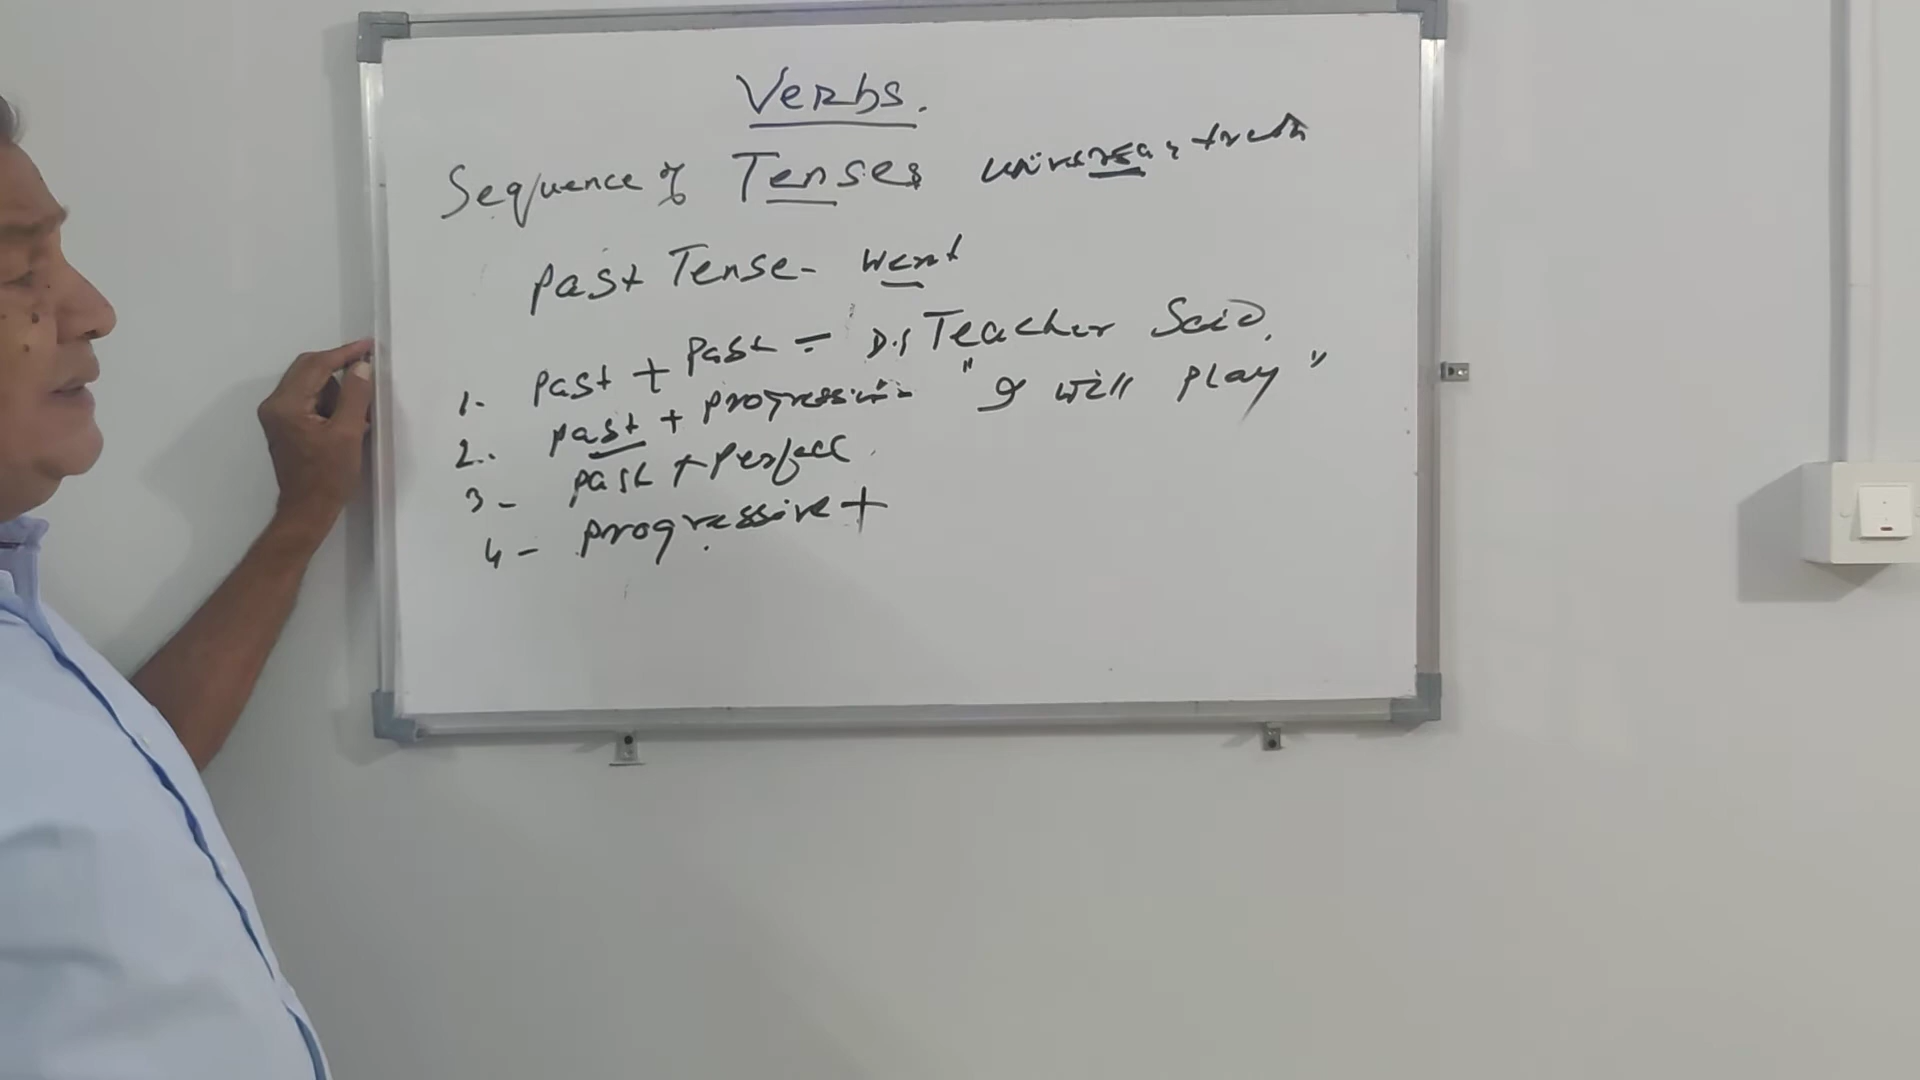 Verbs.
Sequence of Tenses universal truth
Past Tense - went
1- Past + Past = D.S Teacher Said,
2. Past + progressive "I will play"
3- Past + Perfect
4- Progressive +